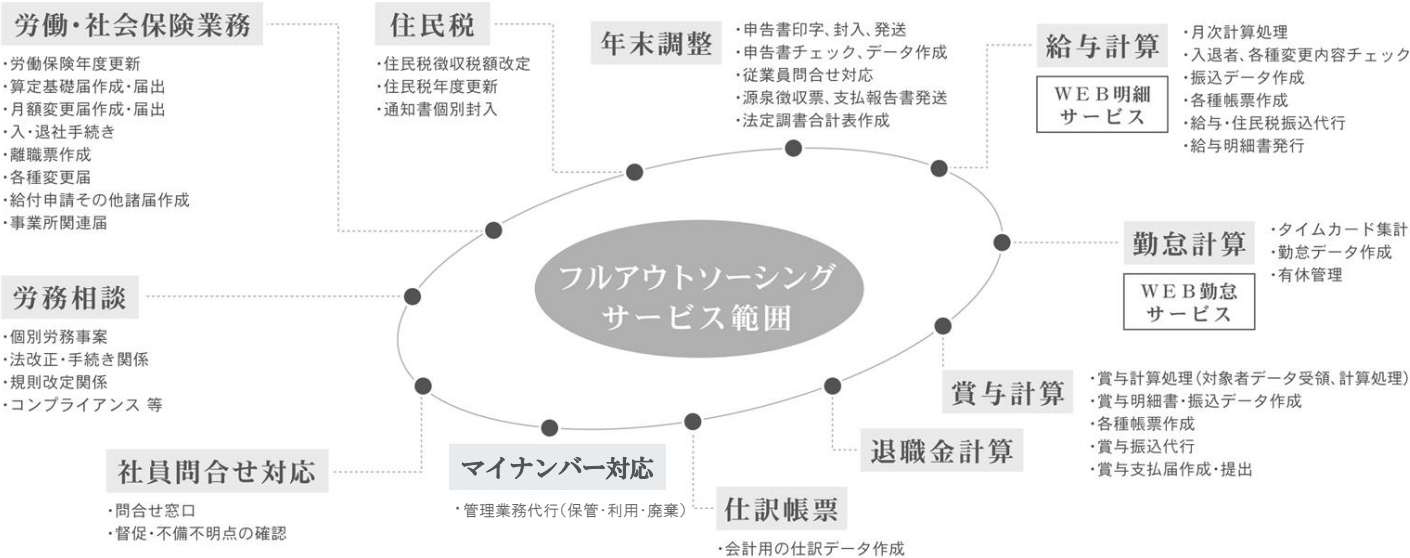 労働・社会保険業務
・労働保険年度更新
・算定基礎届作成・届出
・月額変更届作成・届出
・入・退社手続き
・離職票作成
・各種変更届
・給付申請その他諸届作成
・事業所関連届
住民税
・住民税徴収税額改定
・住民税年度更新
・通知書個別封入
年末調整
・申告書印字、封入、発送
・申告書チェック、データ作成
・従業員問合せ対応
・源泉徴収票、支払報告書発送
・法定調書合計表作成
給与計算
WEB明細
サービス
・月次計算処理
・入退者、各種変更内容チェック
・振込データ作成
・各種帳票作成
・給与・住民税振込代行
・給与明細書発行
フルアウトソーシング
サービス範囲
勤怠計算
WEB勤怠
サービス
・タイムカード集計
・勤怠データ作成
・有休管理
労務相談
・個別労務事案
・法改正・手続き関係
・規則改定関係
・コンプライアンス 等
賞与計算
・賞与計算処理(対象者データ受領、計算処理)
・賞与明細書・振込データ作成
・各種帳票作成
・賞与振込代行
・賞与支払届作成・提出
退職金計算
社員問合せ対応
・問合せ窓口
・督促・不備不明点の確認
マイナンバー対応
・管理業務代行(保管・利用・廃棄)
仕訳帳票
・会計用の仕訳データ作成